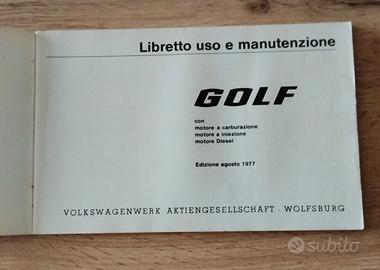 Libretto uso e manutenzione
GOLF
con
motore a carburazione
motore a iniezione
motore Diesel
Edizione agosto 1977
VOLKSWAGENWERK AKTIENGESELLSCHAFT · WOLFSBURG
subito